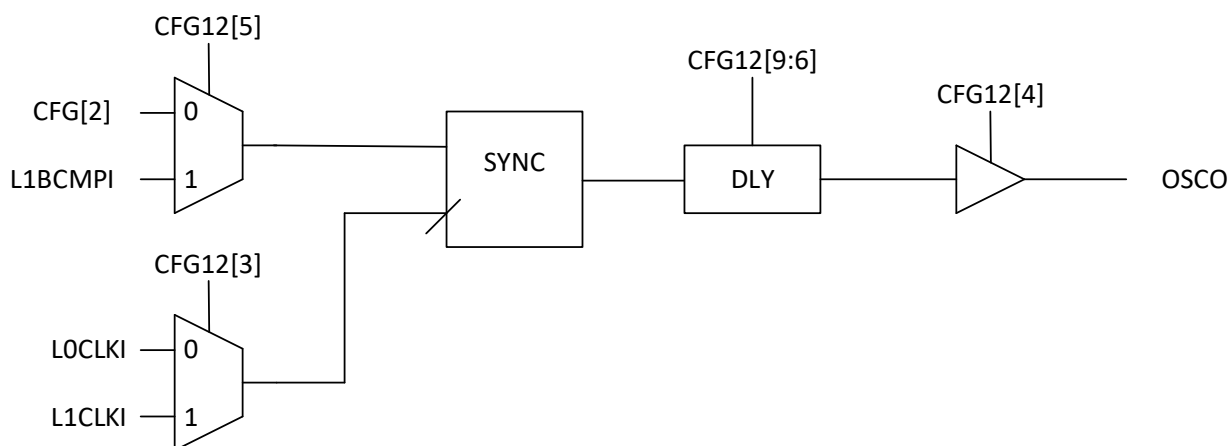 CFG12[5]
CFG[2]
0
L1BCMPI
1
CFG12[3]
L0CLKI
0
L1CLKI
1
SYNC
CFG12[9:6]
DLY
CFG12[4]
OSCO